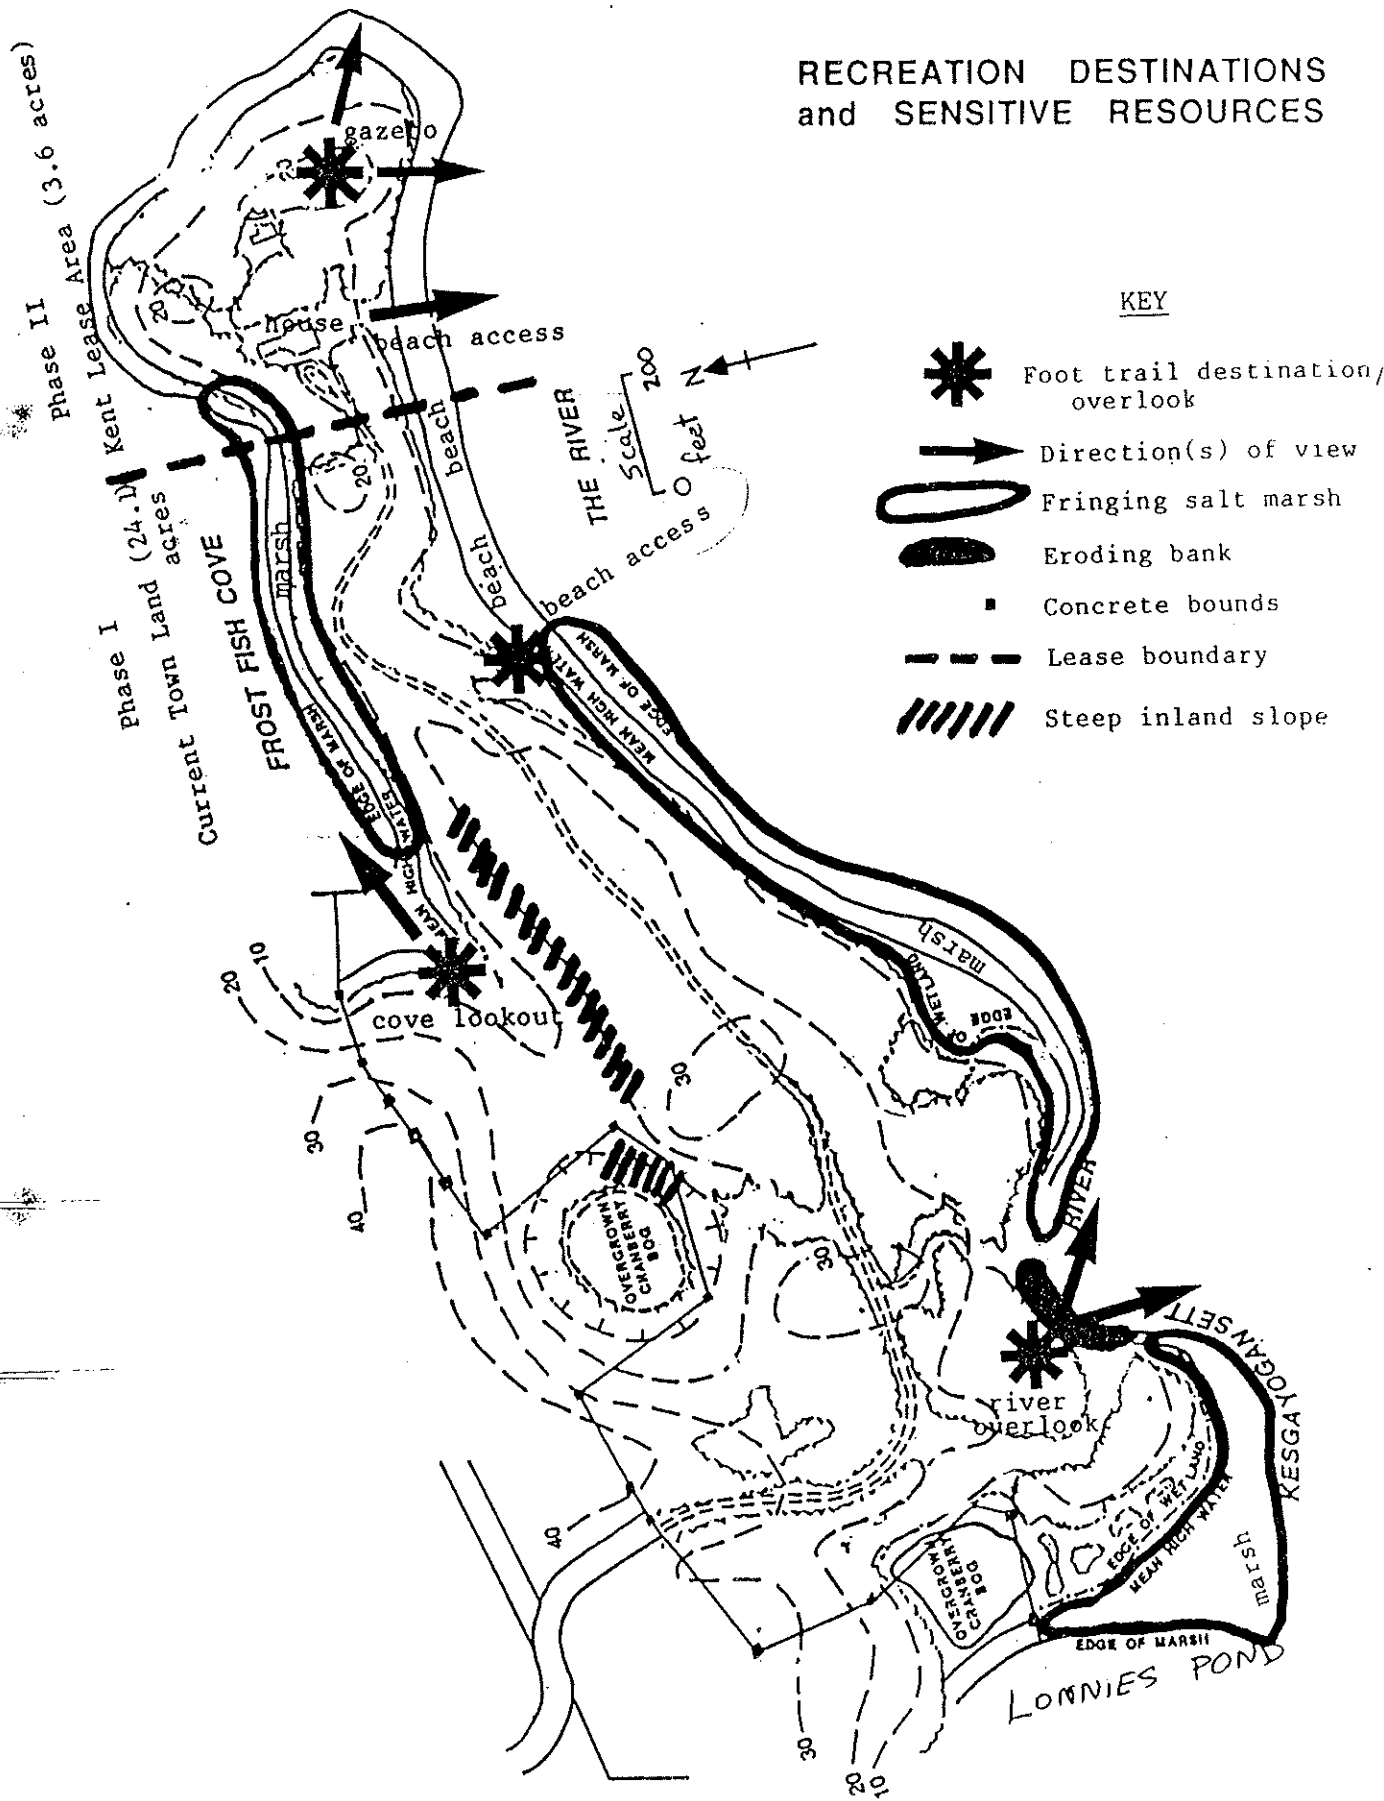 RECREATION DESTINATIONS
and SENSITIVE RESOURCES
KEY
Foot trail destination/
overlook
Direction(s) of view
Fringing salt marsh
Eroding bank
Concrete bounds
Lease boundary
Steep inland slope
Phase II
Kent Lease Area (3.6 acres)
Phase I
Current Town Land (24.1
acres
gazebo
20
20
house
beach access
beach
20
THE RIVER
Scale
200
0
feet
N
beach
beach access
FROST FISH COVE
marsh
EDGE OF MARSH
MEAN HIGH WATER
EDGE OF MARSH
MEAN HIGH WATER
10
20
cove lookout
30
30
40
marsh
EDGE
OF WETLAND
OVERGROWN
CRANBERRY
BOG
30
RIVER
KESGAYOGANSETT
river
overlook
40
EDGE OF WETLAND
MEAN HIGH WATER
marsh
OVERGROWN
CRANBERRY
BOG
EDGE OF MARSH
LONNIES POND
30
20
10